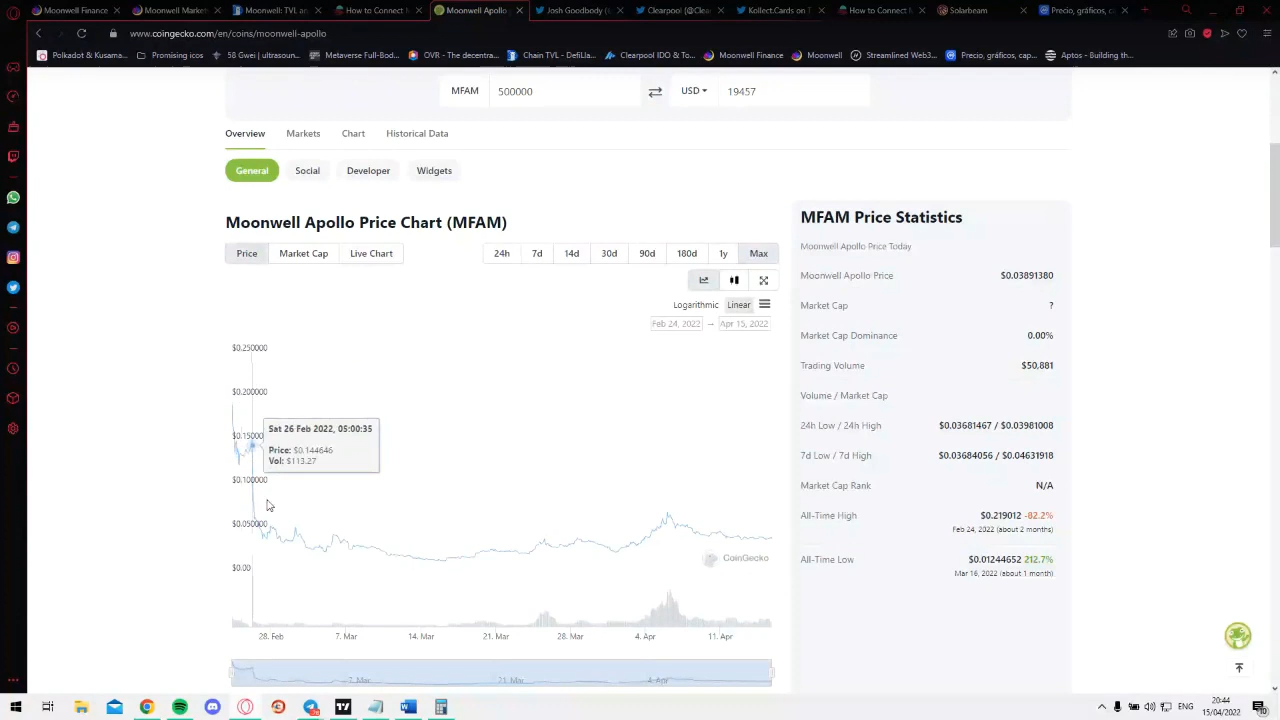 Moonwell Finance
Moonwell Market
Moonwell: TVL an
How to Connect M
Moonwell Apollo p
Josh Goodbody (
Clearpool (@Clea
Kollect.Cards on T
How to Connect M
Solarbeam
Precio, gráficos, c
www.coingecko.com/en/coins/moonwell-apollo
Polkadot & Kusama...
Promising icos
58 Gwei | ultrasoun...
Metaverse Full-Bod...
OVR - The decentra...
Chain TVL - DefiLla...
Clearpool IDO & To...
Moonwell Finance
Moonwell
Streamlined Web3...
Precio, gráficos, cap...
Aptos - Building th...
MFAM 500000 USD 19457
Overview Markets Chart Historical Data
General Social Developer Widgets
Moonwell Apollo Price Chart (MFAM)
Price Market Cap Live Chart
24h 7d 14d 30d 90d 180d 1y Max
Logarithmic Linear
Feb 24, 2022 → Apr 15, 2022
$0.250000
$0.200000
$0.15000
$0.100000
$0.050000
$0.00
Sat 26 Feb 2022, 05:00:35
Price: $0.144646
Vol: $113.27
CoinGecko
28. Feb 7. Mar 14. Mar 21. Mar 28. Mar 4. Apr 11. Apr
7. Mar 21. Mar 4. Apr
MFAM Price Statistics
Moonwell Apollo Price Today
Moonwell Apollo Price $0.03891380
Market Cap ?
Market Cap Dominance 0.00%
Trading Volume $50,881
Volume / Market Cap
24h Low / 24h High $0.03681467 / $0.03981008
7d Low / 7d High $0.03684056 / $0.04631918
Market Cap Rank N/A
All-Time High $0.219012 -82.2%
Feb 24, 2022 (about 2 months)
All-Time Low $0.01244652 212.7%
Mar 16, 2022 (about 1 month)
ENG
20:44
15/04/2022